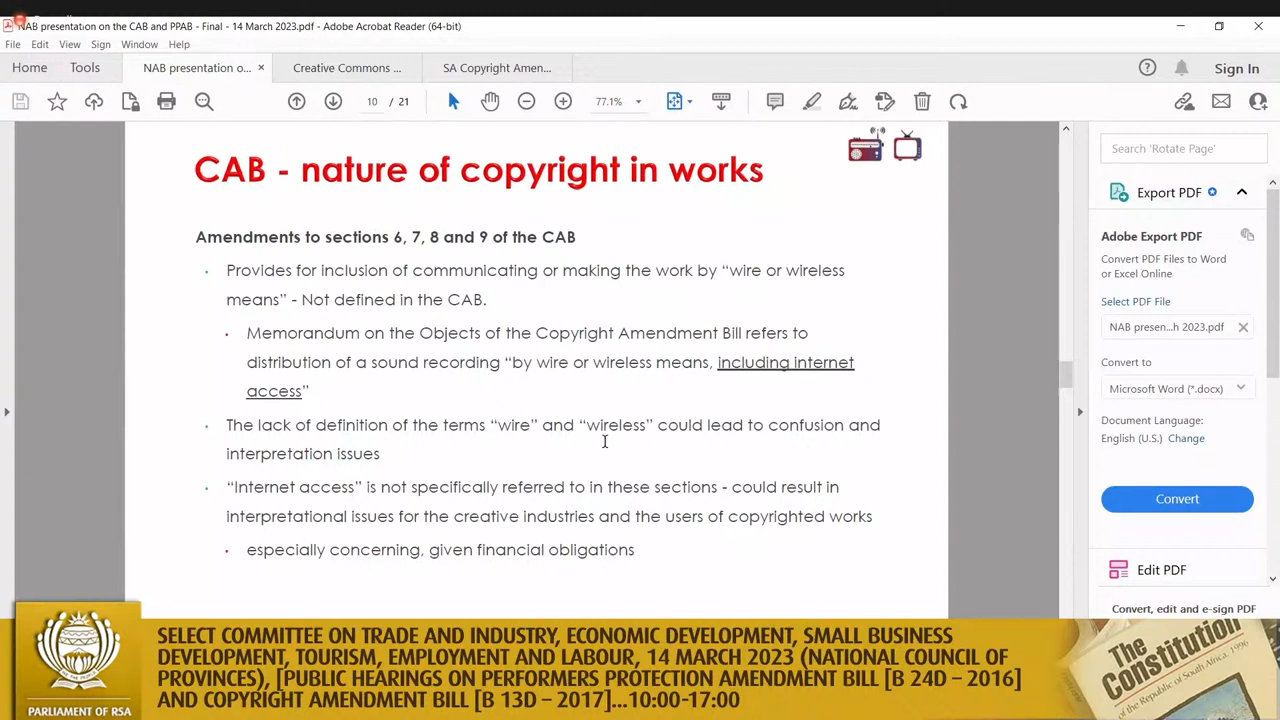 NAB presentation on the CAB and PPAB - Final - 14 March 2023.pdf - Adobe Acrobat Reader (64-bit)
File Edit View Sign Window Help
Home Tools NAB presentation o... × Creative Commons ... SA Copyright Amen... Sign In
10 / 21 77.1%
CAB - nature of copyright in works
Amendments to sections 6, 7, 8 and 9 of the CAB
· Provides for inclusion of communicating or making the work by “wire or wireless
means” - Not defined in the CAB.
· Memorandum on the Objects of the Copyright Amendment Bill refers to
distribution of a sound recording “by wire or wireless means, including internet
access”
· The lack of definition of the terms “wire” and “wireless” could lead to confusion and
interpretation issues
· “Internet access” is not specifically referred to in these sections - could result in
interpretational issues for the creative industries and the users of copyrighted works
· especially concerning, given financial obligations
Search 'Rotate Page'
Export PDF
Adobe Export PDF
Convert PDF Files to Word
or Excel Online
Select PDF File
NAB presen...h 2023.pdf
Convert to
Microsoft Word (*.docx)
Document Language:
English (U.S.) Change
Convert
Edit PDF
Convert, edit and e-sign PDF
SELECT COMMITTEE ON TRADE AND INDUSTRY, ECONOMIC DEVELOPMENT, SMALL BUSINESS
DEVELOPMENT, TOURISM, EMPLOYMENT AND LABOUR, 14 MARCH 2023 (NATIONAL COUNCIL OF
PROVINCES), [PUBLIC HEARINGS ON PERFORMERS PROTECTION AMENDMENT BILL [B 24D – 2016]
AND COPYRIGHT AMENDMENT BILL [B 13D – 2017]...10:00-17:00
PARLIAMENT OF RSA
The
Constitution
of the Republic of South Africa, 1996